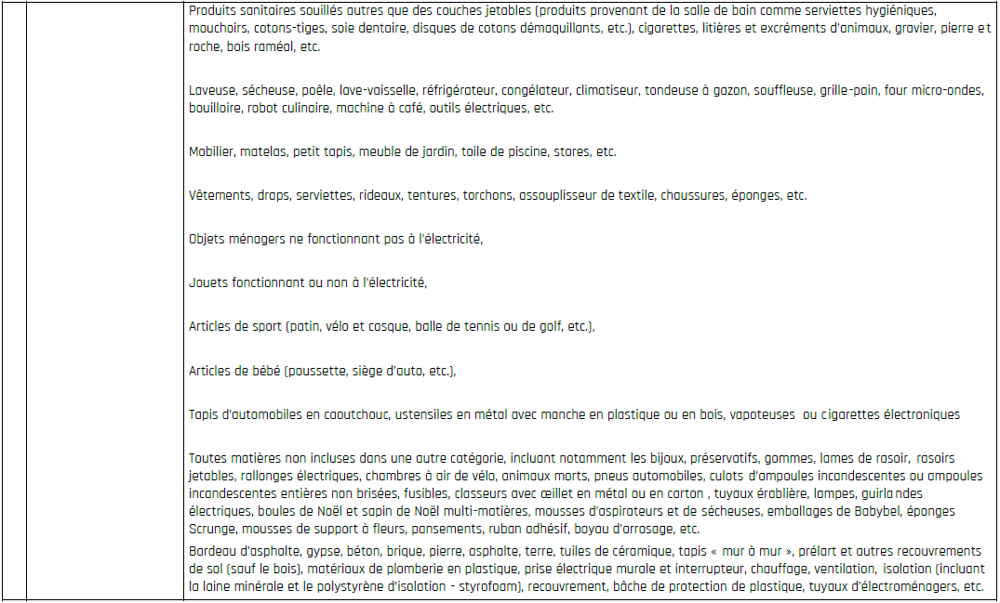 Produits sanitaires souillés autres que des couches jetables (produits provenant de la salle de bain comme serviettes hygiéniques,
mouchoirs, cotons-tiges, soie dentaire, disques de cotons démaquillants, etc.), cigarettes, litières et excréments d'animaux, gravier, pierre et
roche, bois raméal, etc.
Laveuse, sécheuse, poêle, lave-vaisselle, réfrigérateur, congélateur, climatiseur, tondeuse à gazon, souffleuse, grille-pain, four micro-ondes,
bouilloire, robot culinaire, machine à café, outils électriques, etc.
Mobilier, matelas, petit tapis, meuble de jardin, toile de piscine, stores, etc.
Vêtements, draps, serviettes, rideaux, tentures, torchons, assouplisseur de textile, chaussures, éponges, etc.
Objets ménagers ne fonctionnant pas à l'électricité,
Jouets fonctionnant ou non à l'électricité,
Articles de sport (patin, vélo et casque, balle de tennis ou de golf, etc.),
Articles de bébé (poussette, siège d'auto, etc.),
Tapis d'automobiles en caoutchouc, ustensiles en métal avec manche en plastique ou en bois, vapoteuses ou cigarettes électroniques
Toutes matières non incluses dans une autre catégorie, incluant notamment les bijoux, préservatifs, gommes, lames de rasoir, rasoirs
jetables, rallonges électriques, chambres à air de vélo, animaux morts, pneus automobiles, culots d'ampoules incandescentes ou ampoules
incandescentes entières non brisées, fusibles, classeurs avec œillet en métal ou en carton , tuyaux érablière, lampes, guirlandes
électriques, boules de Noël et sapin de Noël multi-matières, mousses d'aspirateurs et de sécheuses, emballages de Babybel, éponges
Scrunge, mousses de support à fleurs, pansements, ruban adhésif, boyau d'arrosage, etc.
Bardeau d'asphalte, gypse, béton, brique, pierre, asphalte, terre, tuiles de céramique, tapis « mur à mur », prélart et autres recouvrements
de sol (sauf le bois), matériaux de plomberie en plastique, prise électrique murale et interrupteur, chauffage, ventilation, isolation (incluant
la laine minérale et le polystyrène d'isolation - styrofoam), recouvrement, bâche de protection de plastique, tuyaux d'électroménagers, etc.